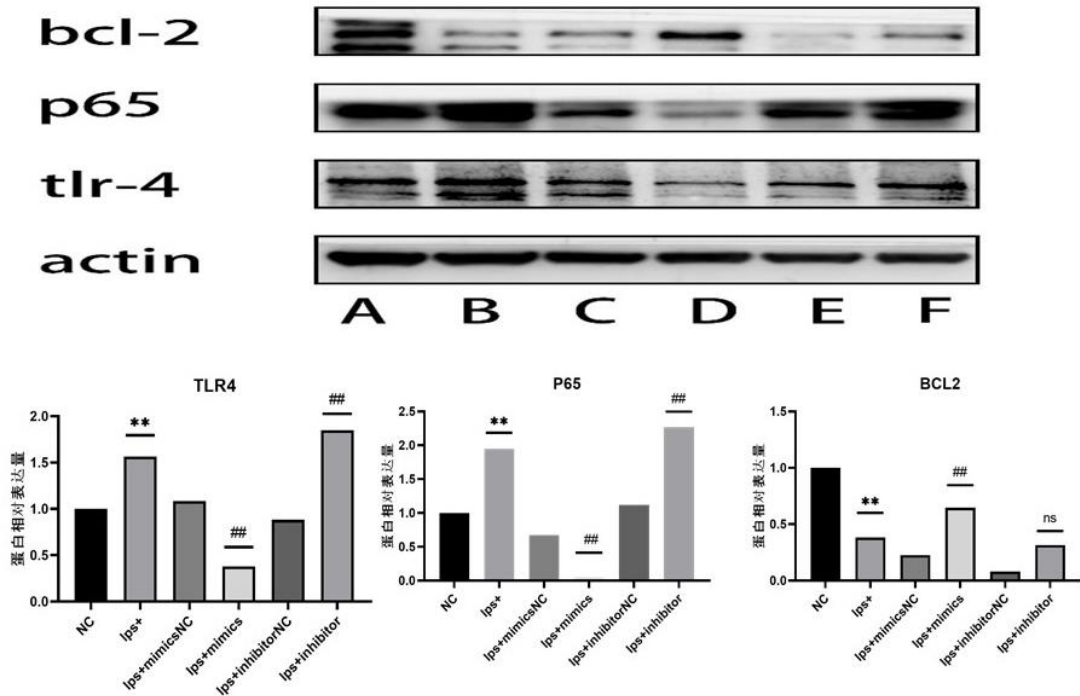 bcl-2
p65
tlr-4
actin
A B C D E F
TLR4
蛋白相对表达量
2.0
1.5
1.0
0.5
0.0
**
##
##
NC
lps+
lps+mimicsNC
lps+mimics
lps+inhibitorNC
lps+inhibitor
P65
蛋白相对表达量
2.5
2.0
1.5
1.0
0.5
0.0
**
##
##
NC
lps+
lps+mimicsNC
lps+mimics
lps+inhibitorNC
lps+inhibitor
BCL2
蛋白相对表达量
1.5
1.0
0.5
0.0
**
##
ns
NC
lps+
lps+mimicsNC
lps+mimics
lps+inhibitorNC
lps+inhibitor